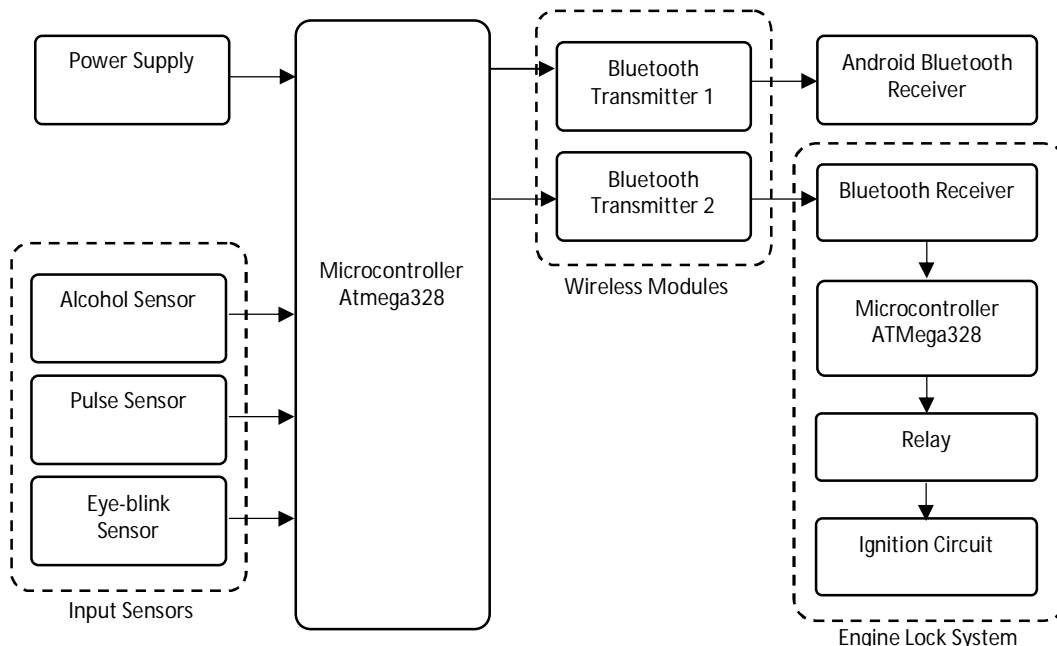 Power Supply
Alcohol Sensor
Pulse Sensor
Eye-blink
Sensor
Input Sensors
Microcontroller
Atmega328
Bluetooth
Transmitter 1
Bluetooth
Transmitter 2
Wireless Modules
Android Bluetooth
Receiver
Bluetooth Receiver
Microcontroller
ATMega328
Relay
Ignition Circuit
Engine Lock System